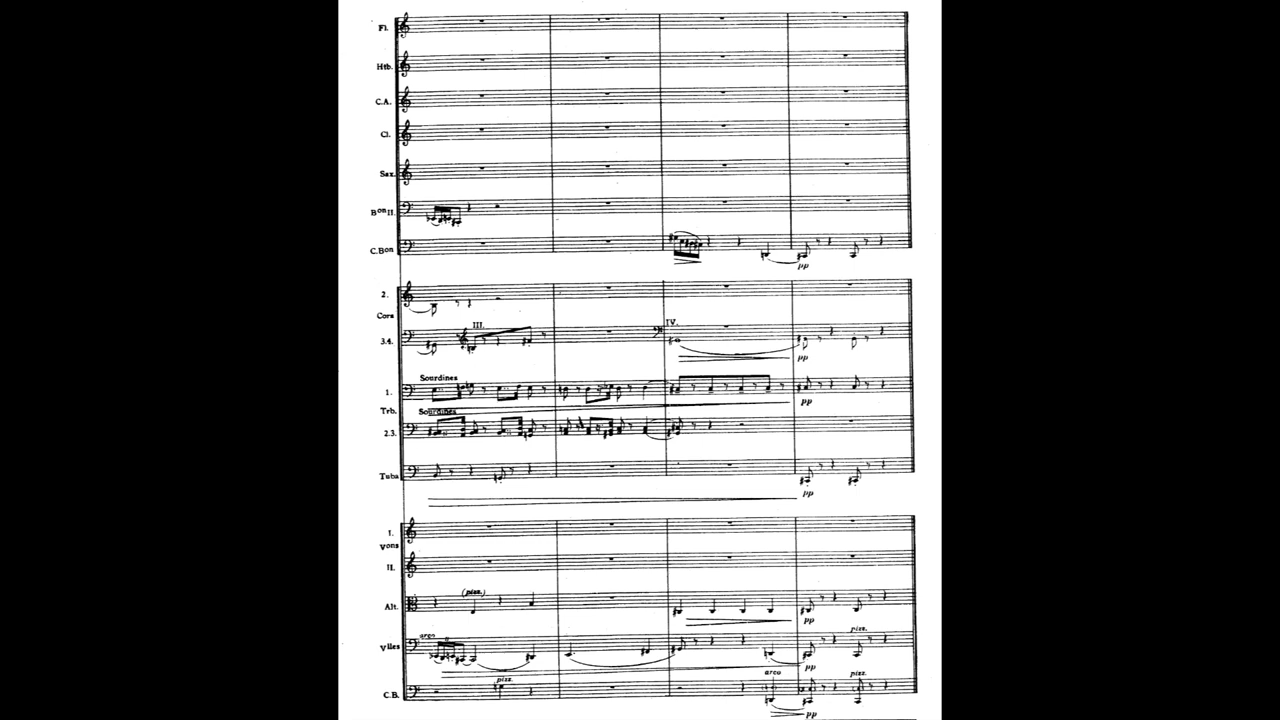 Fl.
Htb.
C.A.
Cl.
Sax.
Bon II.
C.Bon
pp
2.
Cors
III.
IV.
3.4.
pp
Sourdines
1.
pp
Trb.
Sourdines
2.3.
Tuba
pp
I.
Vons
II.
(pizz.)
Alt.
pp
arco
pizz.
Vlles
pp
pizz.
arco
pizz.
C.B.
pp